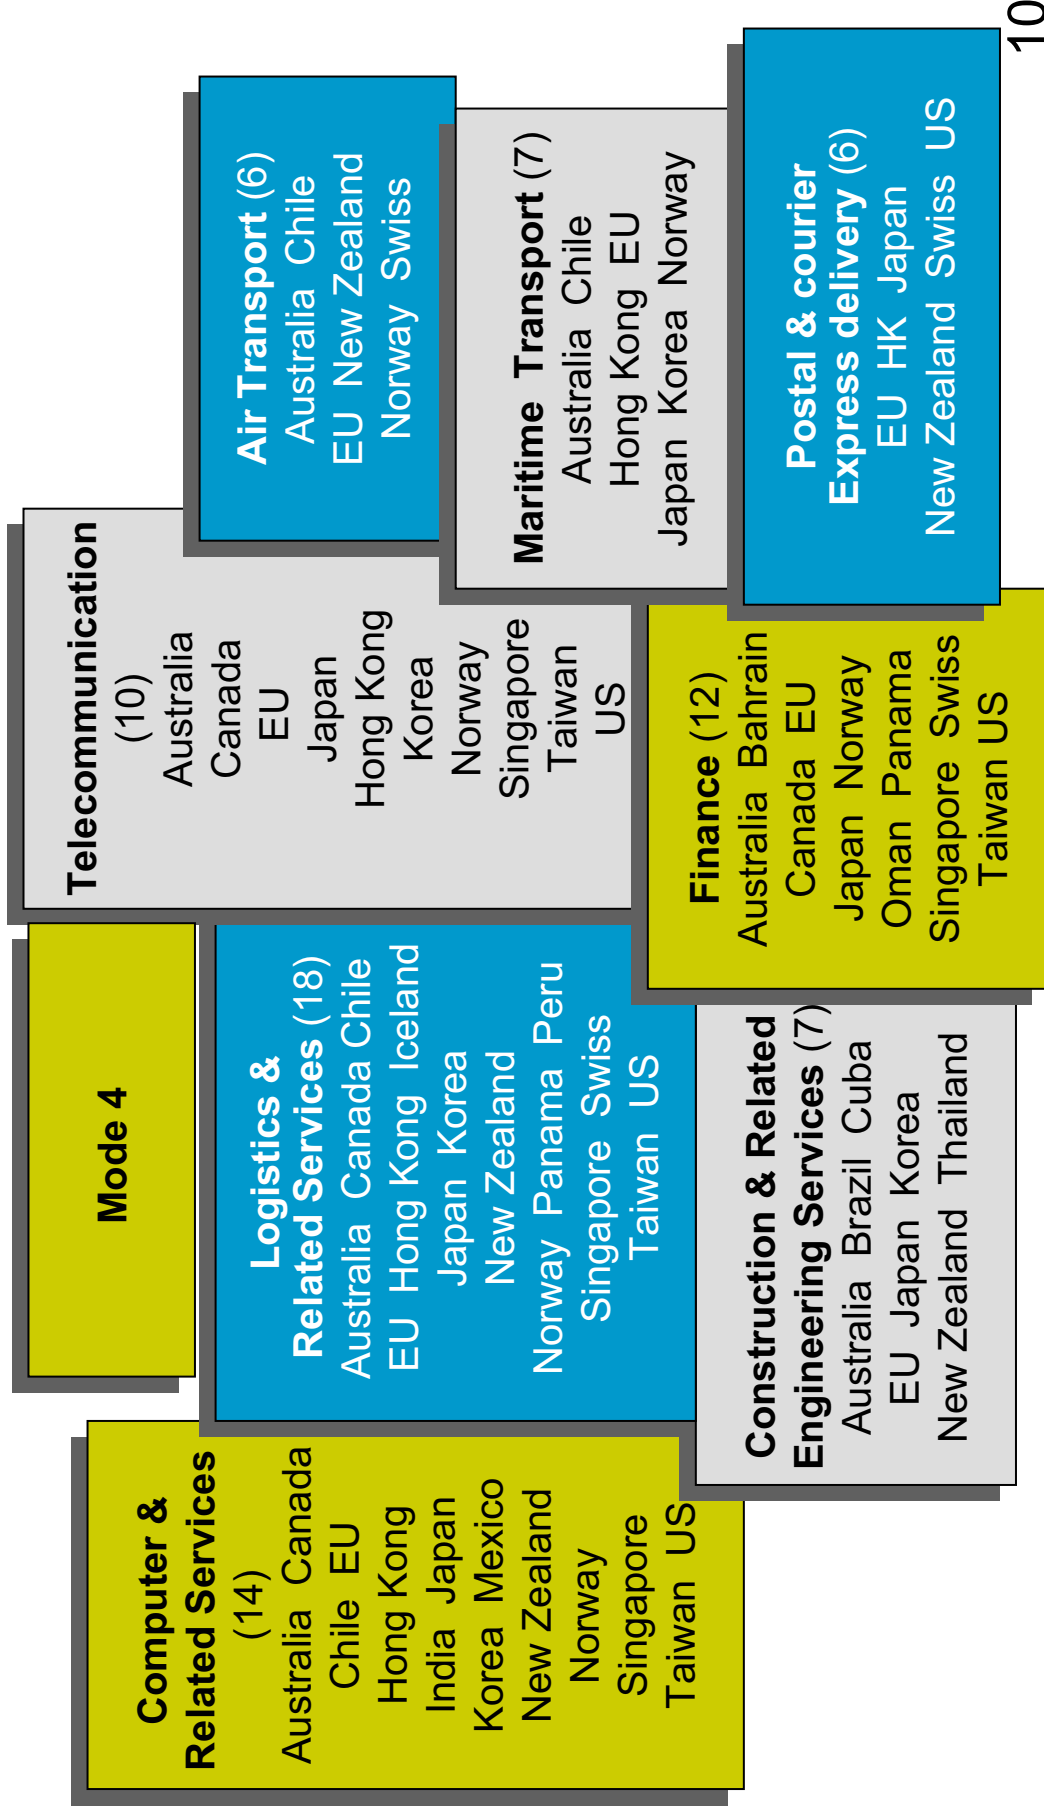 Computer &
Related Services
(14)
Australia Canada
Chile EU
Hong Kong
India Japan
Korea Mexico
New Zealand
Norway
Singapore
Taiwan US
Mode 4
Logistics &
Related Services (18)
Australia Canada Chile
EU Hong Kong Iceland
Japan Korea
New Zealand
Norway Panama Peru
Singapore Swiss
Taiwan US
Construction & Related
Engineering Services (7)
Australia Brazil Cuba
EU Japan Korea
New Zealand Thailand
Telecommunication
(10)
Australia
Canada
EU
Japan
Hong Kong
Korea
Norway
Singapore
Taiwan
US
Finance (12)
Australia Bahrain
Canada EU
Japan Norway
Oman Panama
Singapore Swiss
Taiwan US
Air Transport (6)
Australia Chile
EU New Zealand
Norway Swiss
Maritime Transport (7)
Australia Chile
Hong Kong EU
Japan Korea Norway
Postal & courier
Express delivery (6)
EU HK Japan
New Zealand Swiss US
10